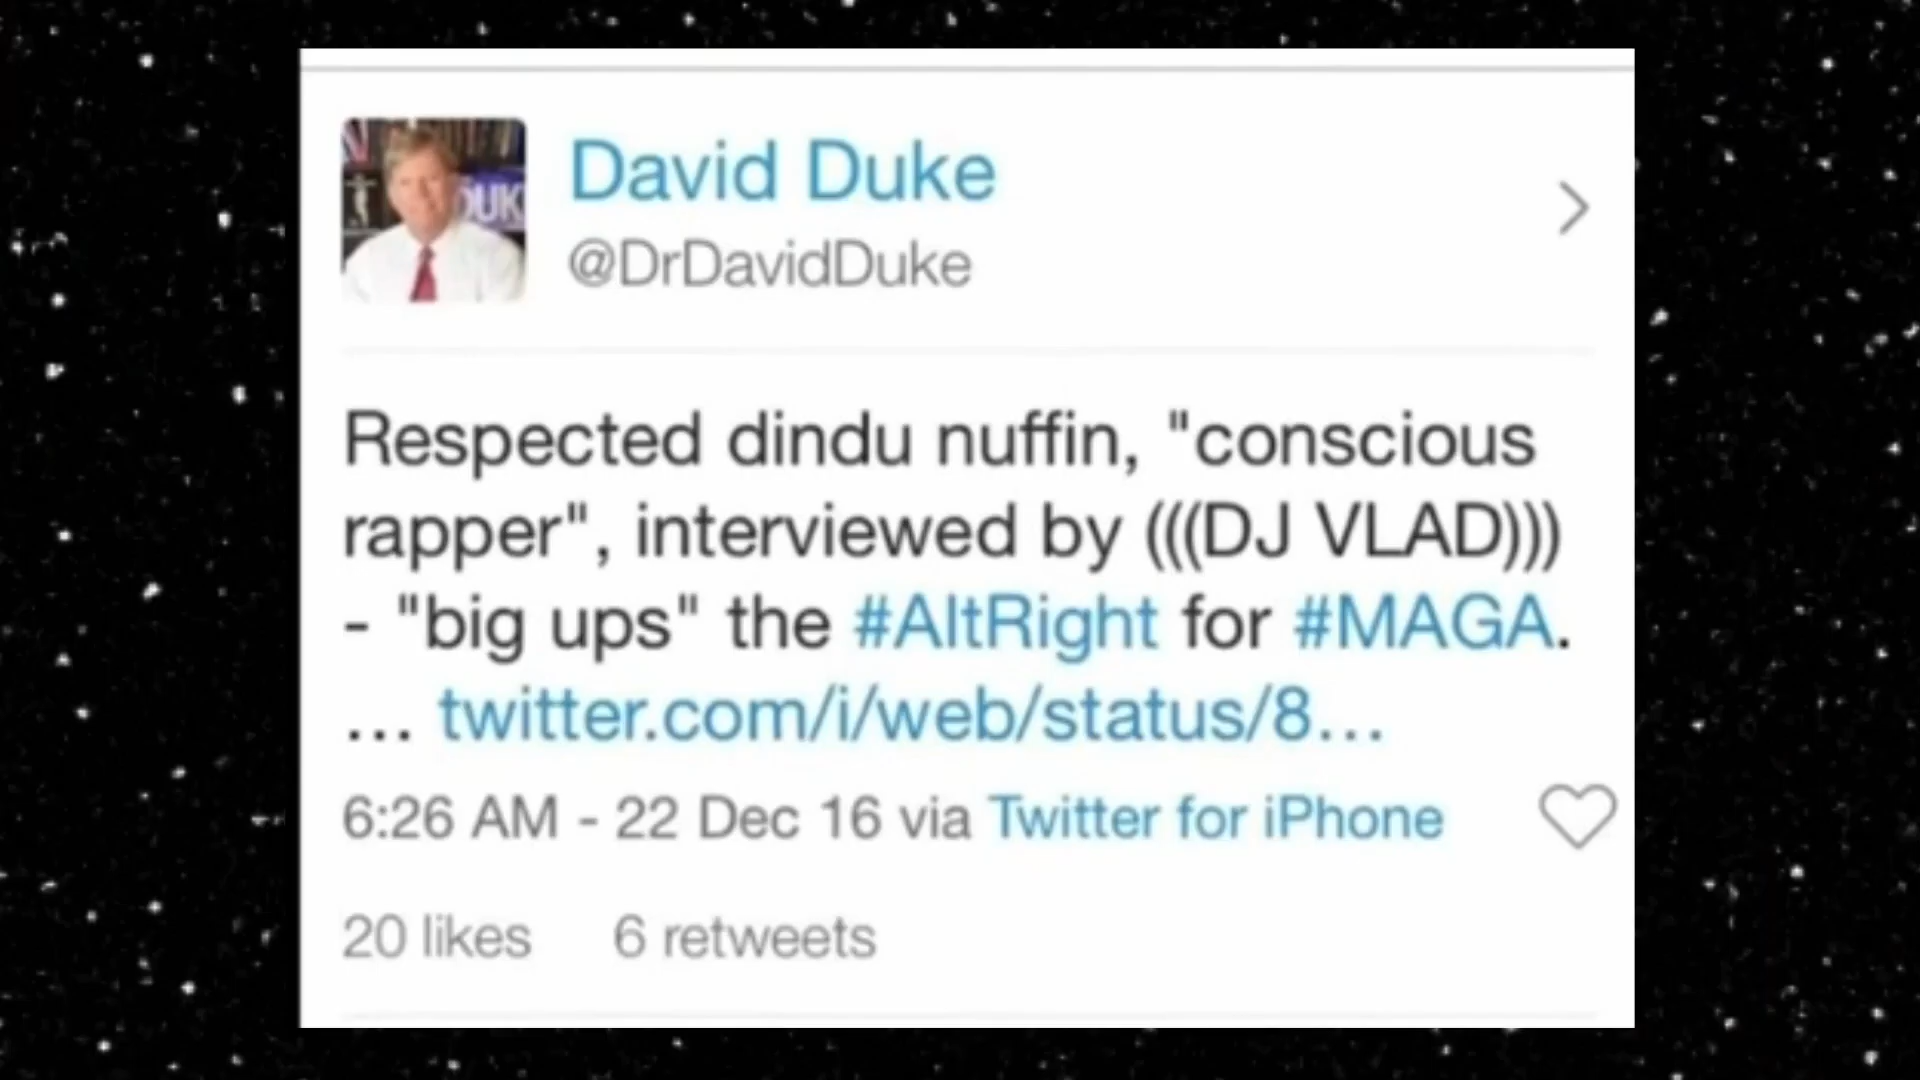 DUK
David Duke
@DrDavidDuke
Respected dindu nuffin, "conscious
rapper", interviewed by (((DJ VLAD)))
- "big ups" the #AltRight for #MAGA.
... twitter.com/i/web/status/8...
6:26 AM - 22 Dec 16 via Twitter for iPhone
20 likes 6 retweets